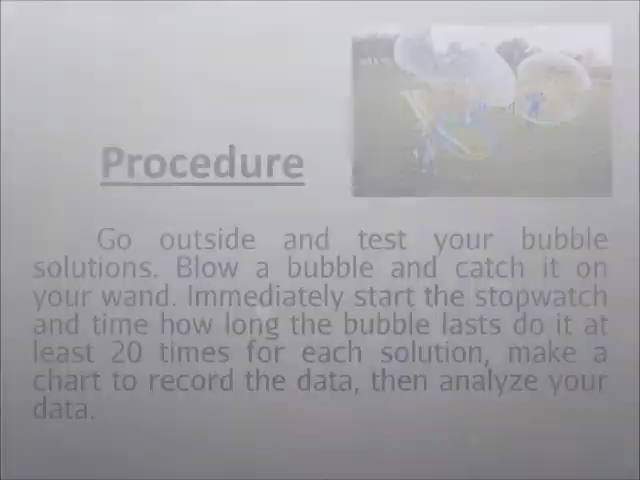 Procedure
Go outside and test your bubble
solutions. Blow a bubble and catch it on
your wand. Immediately start the stopwatch
and time how long the bubble lasts do it at
least 20 times for each solution, make a
chart to record the data, then analyze your
data.